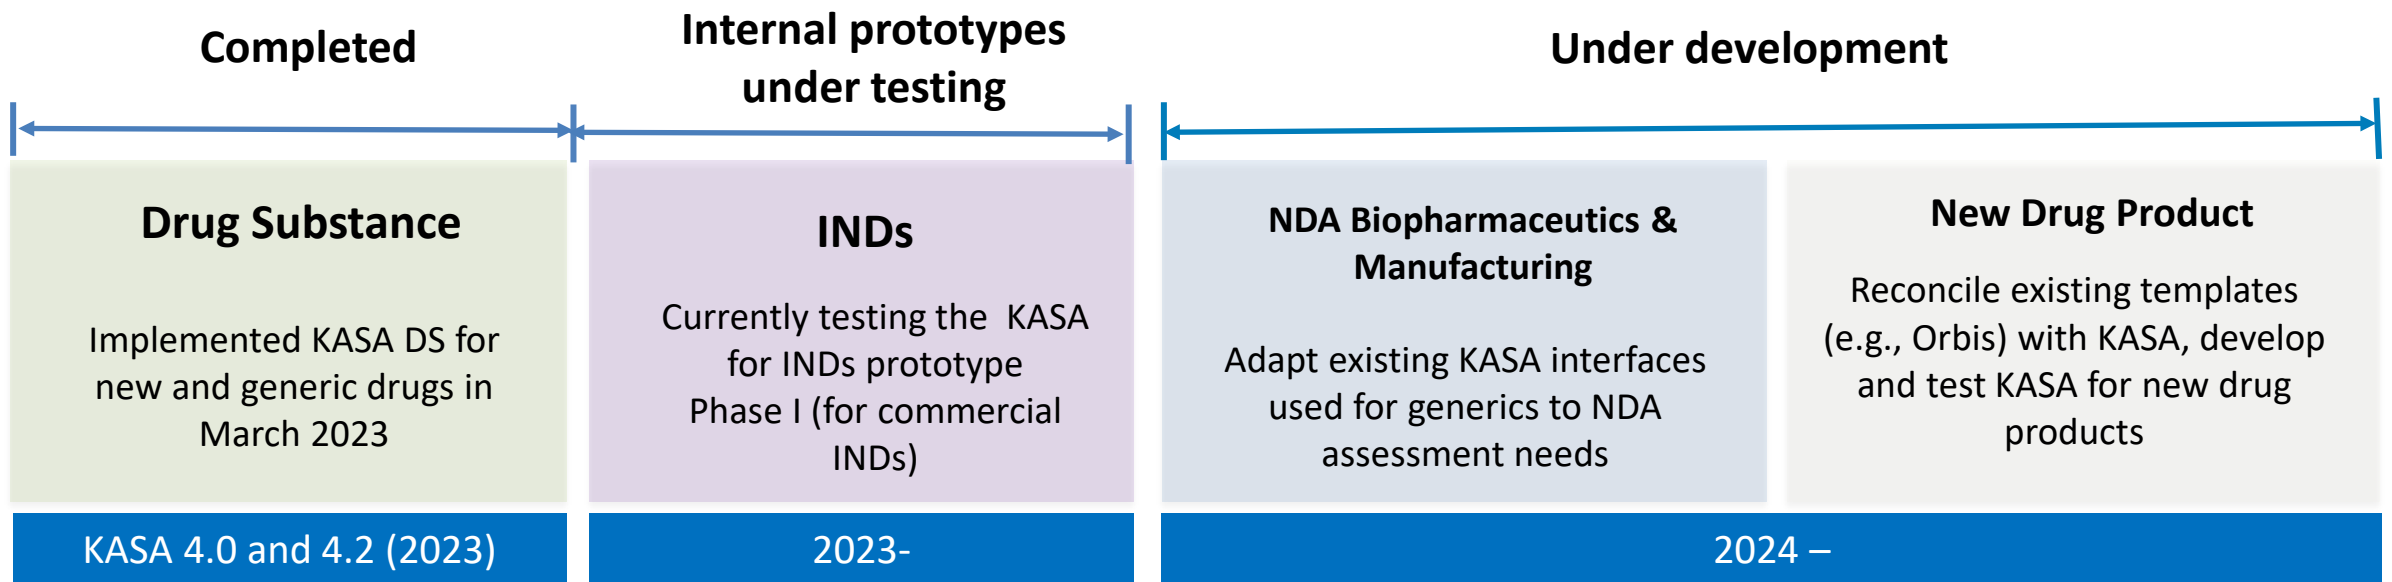 Completed
Internal prototypes
under testing
Under development
Drug Substance
Implemented KASA DS for
new and generic drugs in
March 2023
KASA 4.0 and 4.2 (2023)
INDs
Currently testing the  KASA
for INDs prototype
Phase I (for commercial
INDs)
2023-
NDA Biopharmaceutics &
Manufacturing
Adapt existing KASA interfaces
used for generics to NDA
assessment needs
New Drug Product
Reconcile existing templates
(e.g., Orbis) with KASA, develop
and test KASA for new drug
products
2024 –